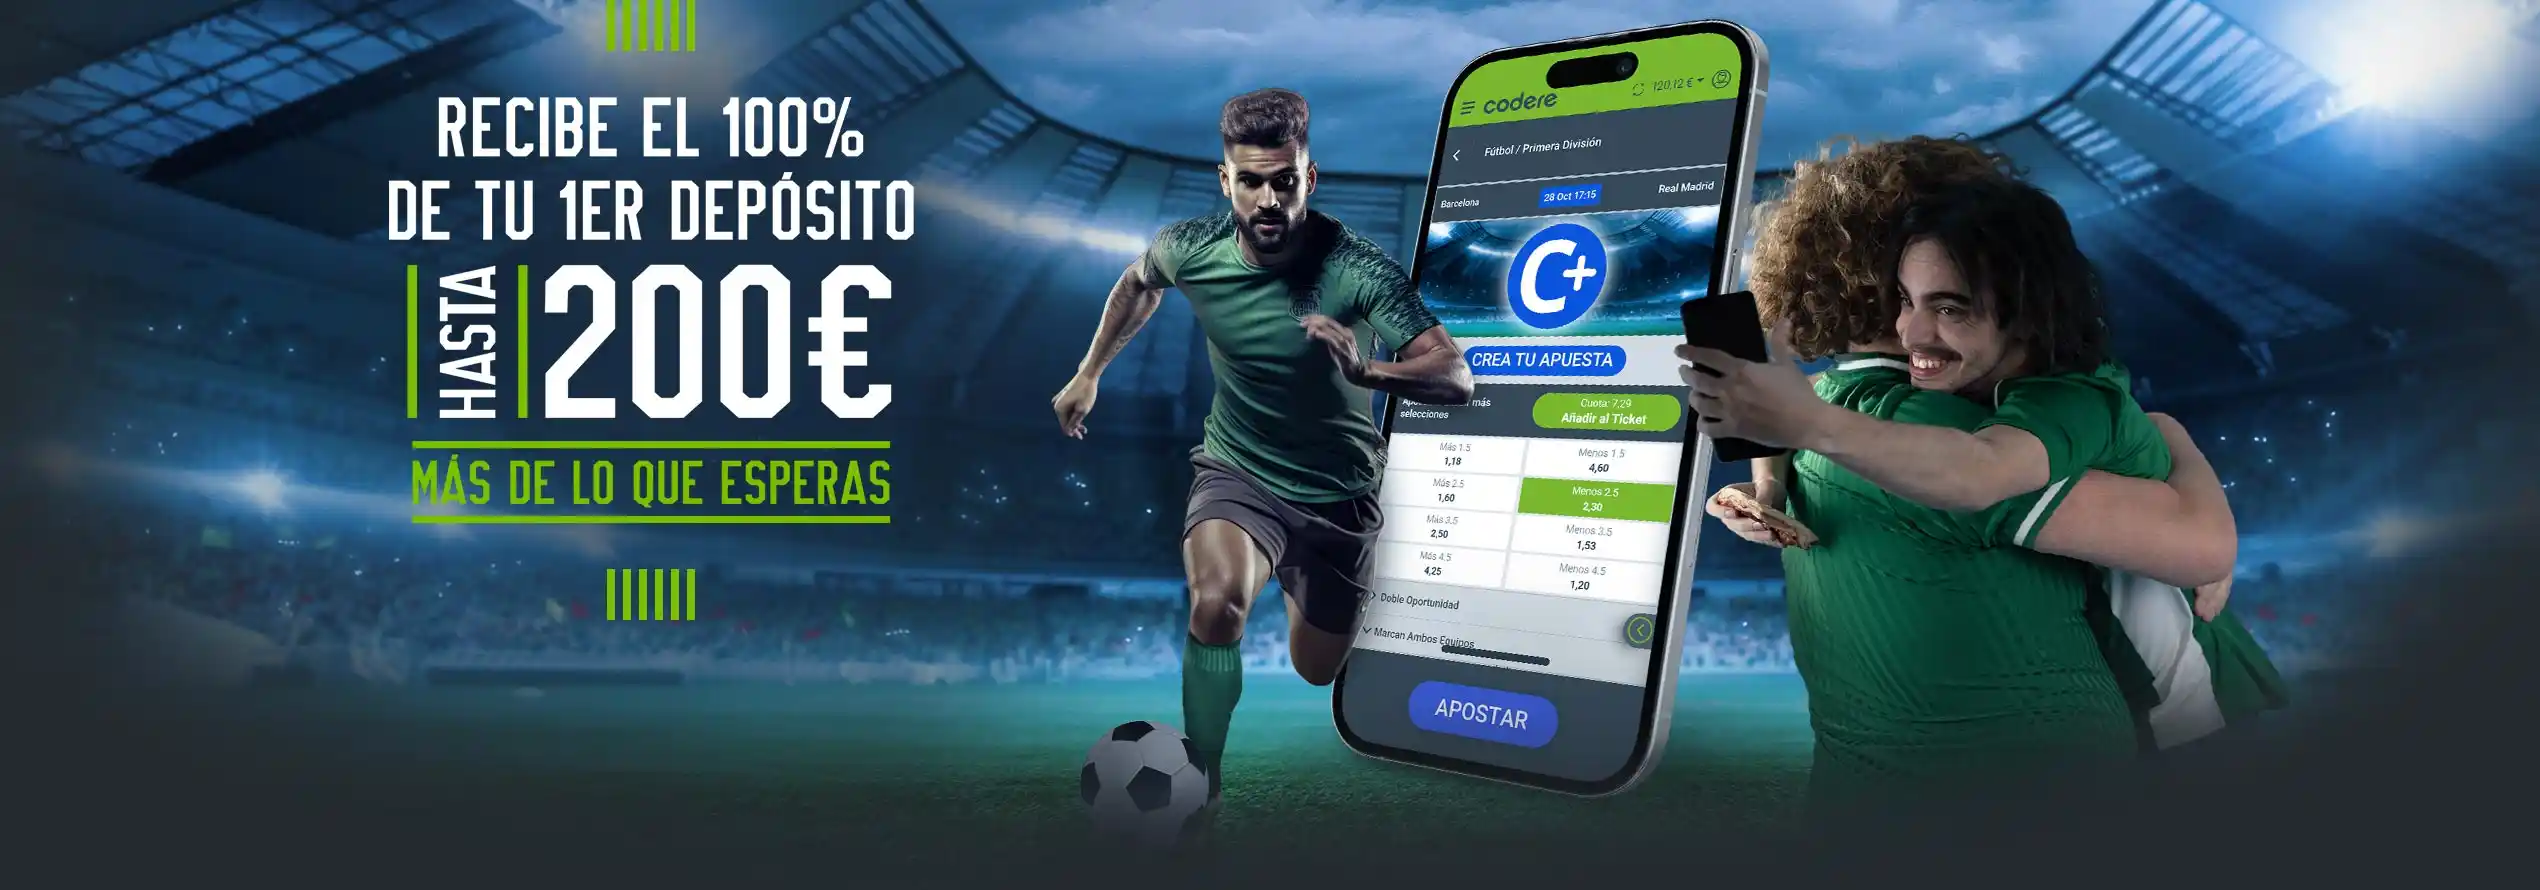 RECIBE EL 100%
DE TU 1ER DEPÓSITO
HASTA 200€
MÁS DE LO QUE ESPERAS
codere
120,12 €
Fútbol / Primera División
Barcelona
28 Oct 17:15
Real Madrid
C+
CREA TU APUESTA
más
selecciones
Cuota: 7,29
Añadir al Ticket
Más 1.5
1,18
Menos 1.5
4,60
Más 2.5
1,60
Menos 2.5
2,30
Más 3.5
2,50
Menos 3.5
1,53
Más 4.5
4,25
Menos 4.5
1,20
Doble Oportunidad
Marcan Ambos Equipos
APOSTAR